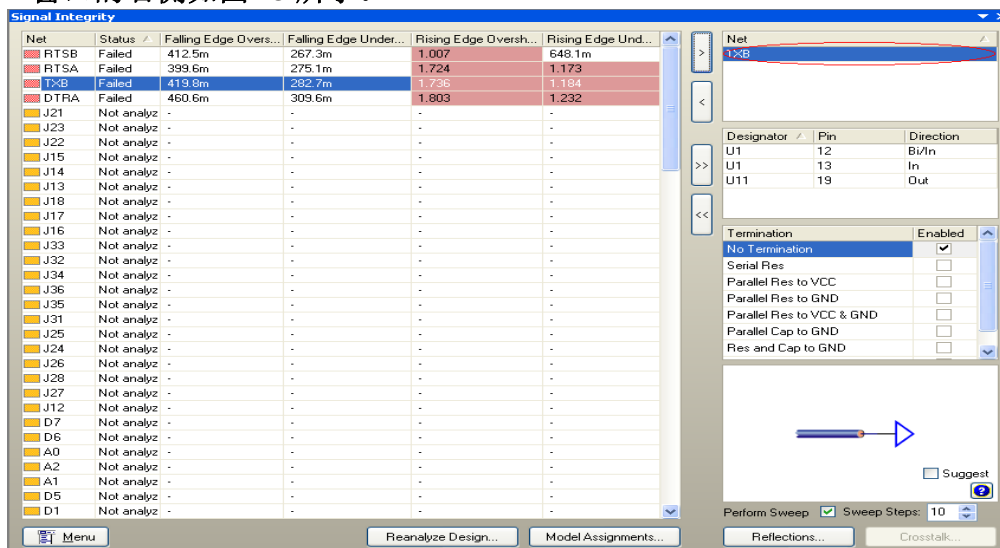 Signal Integrity
Net Status Falling Edge Overs... Falling Edge Under... Rising Edge Oversh... Rising Edge Und...
RTSB Failed 412.5m 267.3m 1.007 648.1m
RTSA Failed 399.6m 275.1m 1.724 1.173
TXB Failed 419.8m 282.7m 1.736 1.184
DTRA Failed 460.6m 309.6m 1.803 1.232
J21 Not analyz - - - -
J23 Not analyz - - - -
J22 Not analyz - - - -
J15 Not analyz - - - -
J14 Not analyz - - - -
J13 Not analyz - - - -
J18 Not analyz - - - -
J17 Not analyz - - - -
J16 Not analyz - - - -
J33 Not analyz - - - -
J32 Not analyz - - - -
J34 Not analyz - - - -
J36 Not analyz - - - -
J35 Not analyz - - - -
J31 Not analyz - - - -
J25 Not analyz - - - -
J24 Not analyz - - - -
J26 Not analyz - - - -
J28 Not analyz - - - -
J27 Not analyz - - - -
J12 Not analyz - - - -
D7 Not analyz - - - -
D6 Not analyz - - - -
A0 Not analyz - - - -
A2 Not analyz - - - -
A1 Not analyz - - - -
D5 Not analyz - - - -
D1 Not analyz - - - -
Menu Reanalyze Design... Model Assignments...
>
<
>>
<<
Net
TXB
Designator Pin Direction
U1 12 Bi/In
U1 13 In
U11 19 Out
Termination Enabled
No Termination
Serial Res
Parallel Res to VCC
Parallel Res to GND
Parallel Res to VCC & GND
Parallel Cap to GND
Res and Cap to GND
Suggest
?
Perform Sweep Sweep Steps: 10
Reflections... Crosstalk...